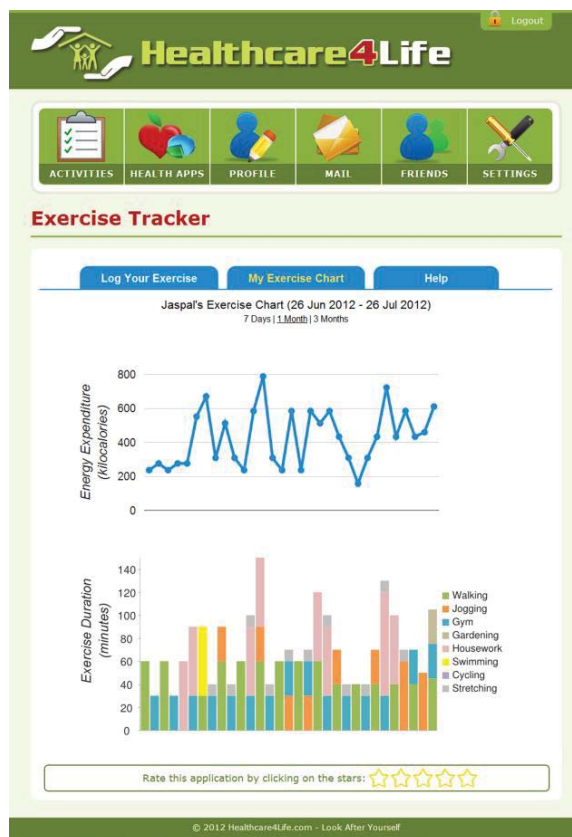 Logout
Healthcare4Life
ACTIVITIES HEALTH APPS PROFILE MAIL FRIENDS SETTINGS
Exercise Tracker
Log Your Exercise My Exercise Chart Help
Jaspal's Exercise Chart (26 Jun 2012 - 26 Jul 2012)
7 Days | 1 Month | 3 Months
Energy Expenditure
(kilocalories)
800
600
400
200
0
Exercise Duration
(minutes)
140
120
100
80
60
40
20
0
Walking
Jogging
Gym
Gardening
Housework
Swimming
Cycling
Stretching
Rate this application by clicking on the stars:
© 2012 Healthcare4Life.com - Look After Yourself